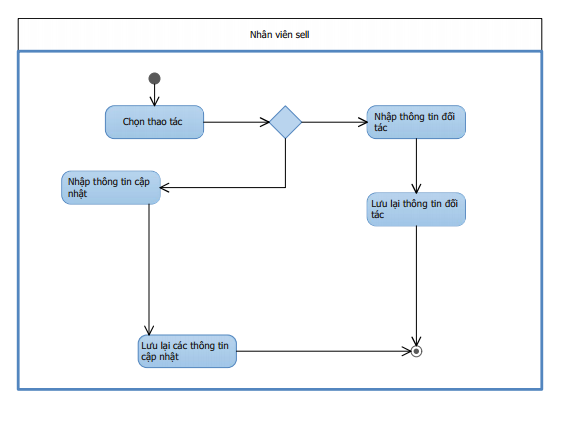 Nhân viên sell
Chọn thao tác
Nhập thông tin đối
tác
Nhập thông tin cập
nhật
Lưu lại thông tin đối
tác
Lưu lại các thông tin
cập nhật